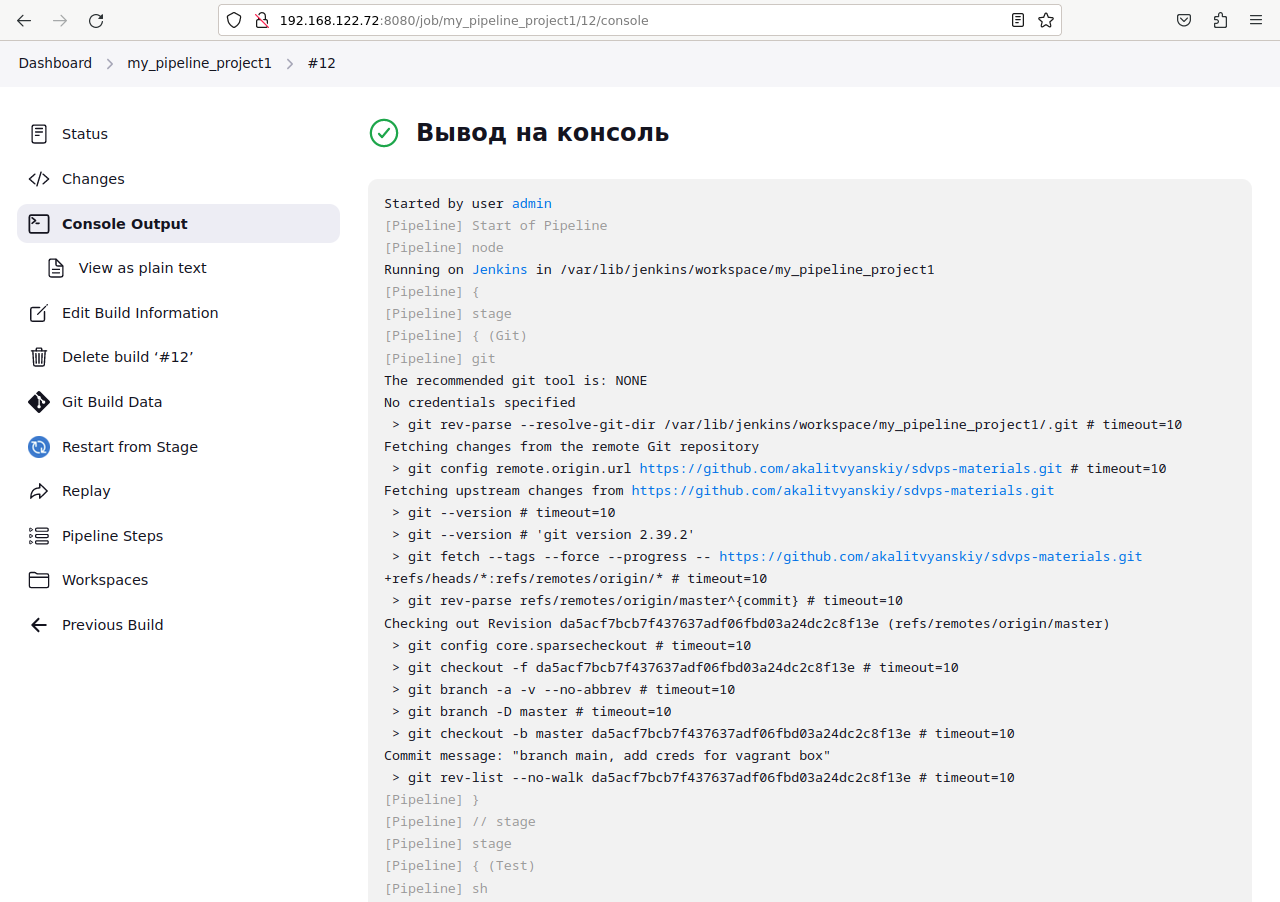 192.168.122.72:8080/job/my_pipeline_project1/12/console
Dashboard > my_pipeline_project1 > #12
Status
Changes
Console Output
View as plain text
Edit Build Information
Delete build ‘#12’
Git Build Data
Restart from Stage
Replay
Pipeline Steps
Workspaces
Previous Build
Вывод на консоль
Started by user admin
[Pipeline] Start of Pipeline
[Pipeline] node
Running on Jenkins in /var/lib/jenkins/workspace/my_pipeline_project1
[Pipeline] {
[Pipeline] stage
[Pipeline] { (Git)
[Pipeline] git
The recommended git tool is: NONE
No credentials specified
> git rev-parse --resolve-git-dir /var/lib/jenkins/workspace/my_pipeline_project1/.git # timeout=10
Fetching changes from the remote Git repository
> git config remote.origin.url https://github.com/akalitvyanskiy/sdvps-materials.git # timeout=10
Fetching upstream changes from https://github.com/akalitvyanskiy/sdvps-materials.git
> git --version # timeout=10
> git --version # 'git version 2.39.2'
> git fetch --tags --force --progress -- https://github.com/akalitvyanskiy/sdvps-materials.git
+refs/heads/*:refs/remotes/origin/* # timeout=10
> git rev-parse refs/remotes/origin/master^{commit} # timeout=10
Checking out Revision da5acf7bcb7f437637adf06fbd03a24dc2c8f13e (refs/remotes/origin/master)
> git config core.sparsecheckout # timeout=10
> git checkout -f da5acf7bcb7f437637adf06fbd03a24dc2c8f13e # timeout=10
> git branch -a -v --no-abbrev # timeout=10
> git branch -D master # timeout=10
> git checkout -b master da5acf7bcb7f437637adf06fbd03a24dc2c8f13e # timeout=10
Commit message: "branch main, add creds for vagrant box"
> git rev-list --no-walk da5acf7bcb7f437637adf06fbd03a24dc2c8f13e # timeout=10
[Pipeline] }
[Pipeline] // stage
[Pipeline] stage
[Pipeline] { (Test)
[Pipeline] sh